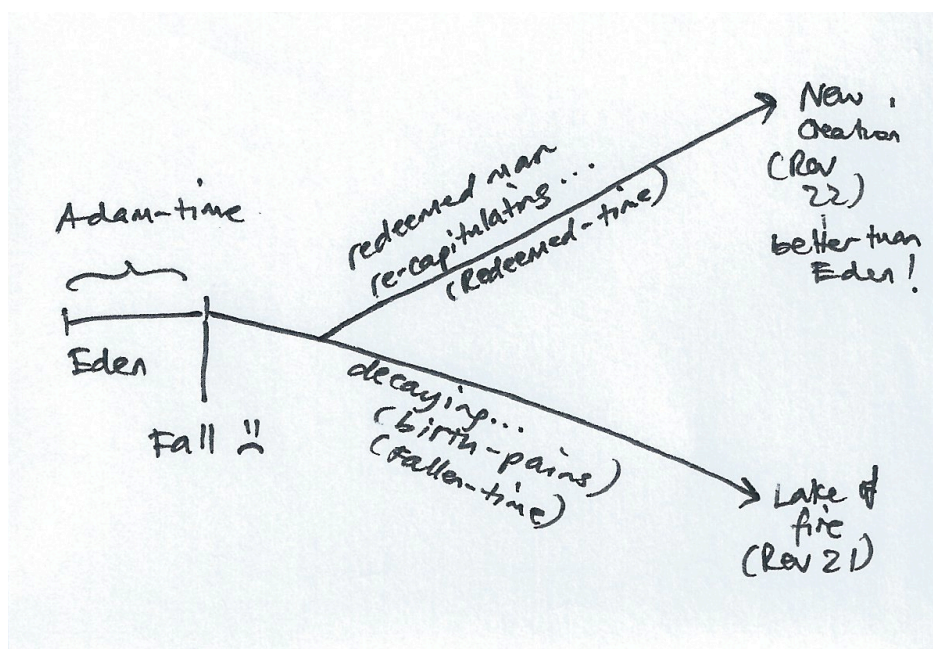 Adam-time
Eden
Fall
redeemed man
re-capitulating...
(Redeemed-time)
New
Creation
(Rev
22)
better than
Eden!
decaying...
(birth-pains)
(Fallen-time)
Lake of
fire
(Rev 21)